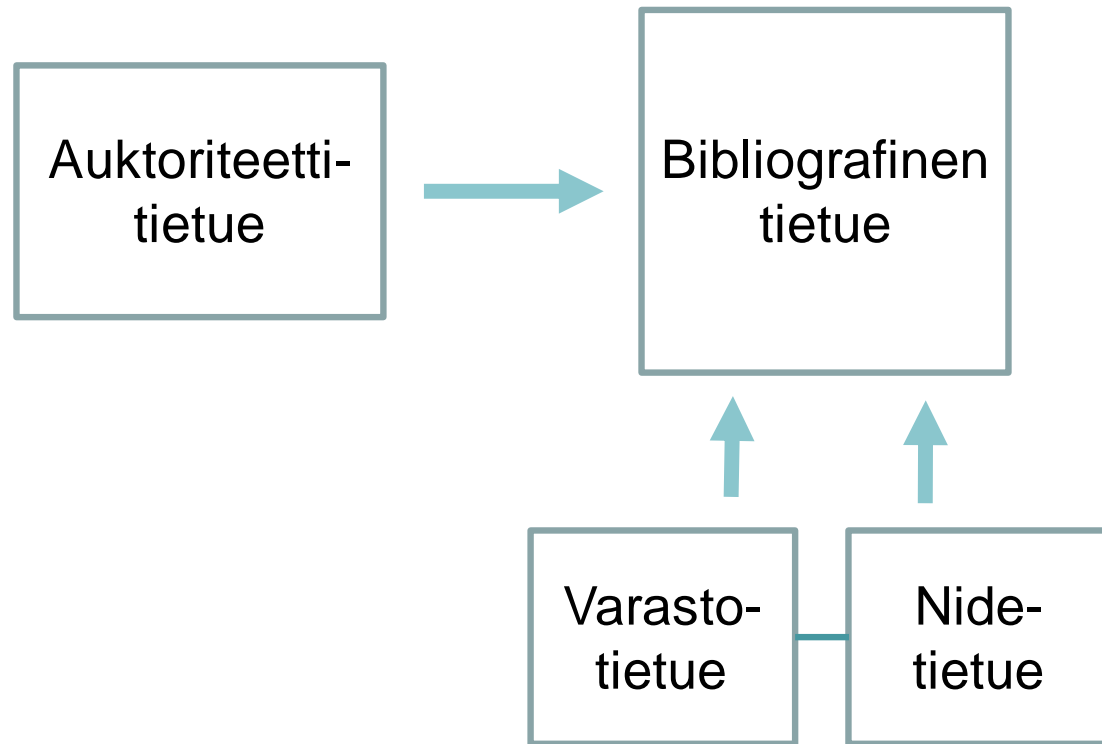 Auktoriteetti-
tietue
Bibliografinen
tietue
Varasto-
tietue
Nide-
tietue